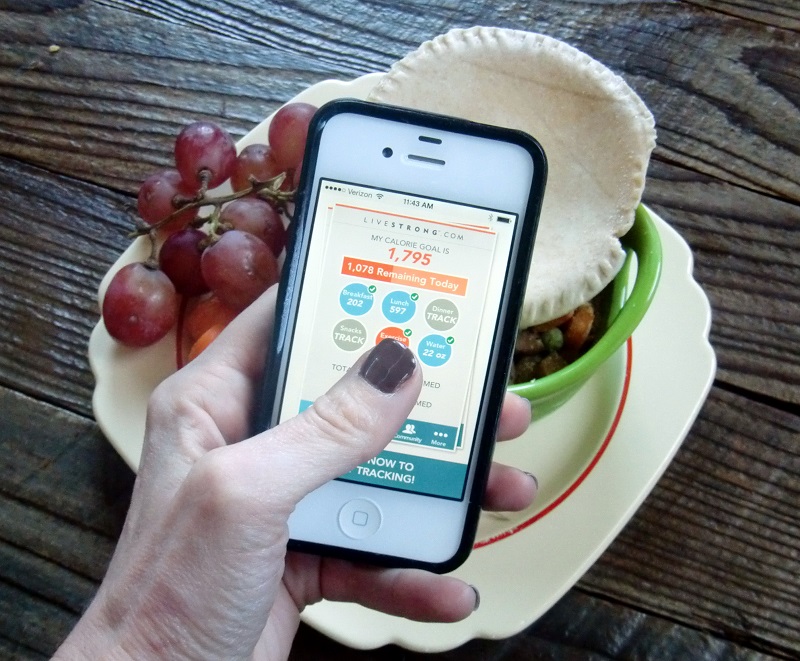 Verizon
11:43 AM
LIVESTRONG.COM
MY CALORIE GOAL IS
1,795
1,078 Remaining Today
Breakfast
202
Lunch
597
Dinner
TRACK
Snacks
TRACK
Water
22 oz
More
NOW TO
TRACKING!